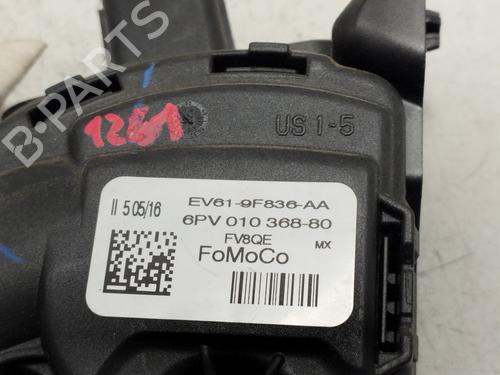 B-PARTS
1261
US 1-5
II 5 05/16
EV61-9F836-AA
6PV 010 368-80
FV8QE
MX
FoMoCo